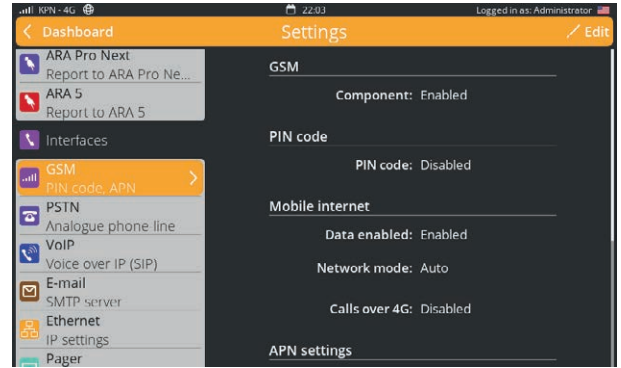 KPN - 4G
22:03
Logged in as: Administrator
Dashboard
Settings
Edit
ARA Pro Next
Report to ARA Pro Ne...
ARA 5
Report to ARA 5
Interfaces
GSM
PIN code, APN
PSTN
Analogue phone line
VoIP
Voice over IP (SIP)
E-mail
SMTP server
Ethernet
IP settings
Pager
GSM
Component: Enabled
PIN code
PIN code: Disabled
Mobile internet
Data enabled: Enabled
Network mode: Auto
Calls over 4G: Disabled
APN settings